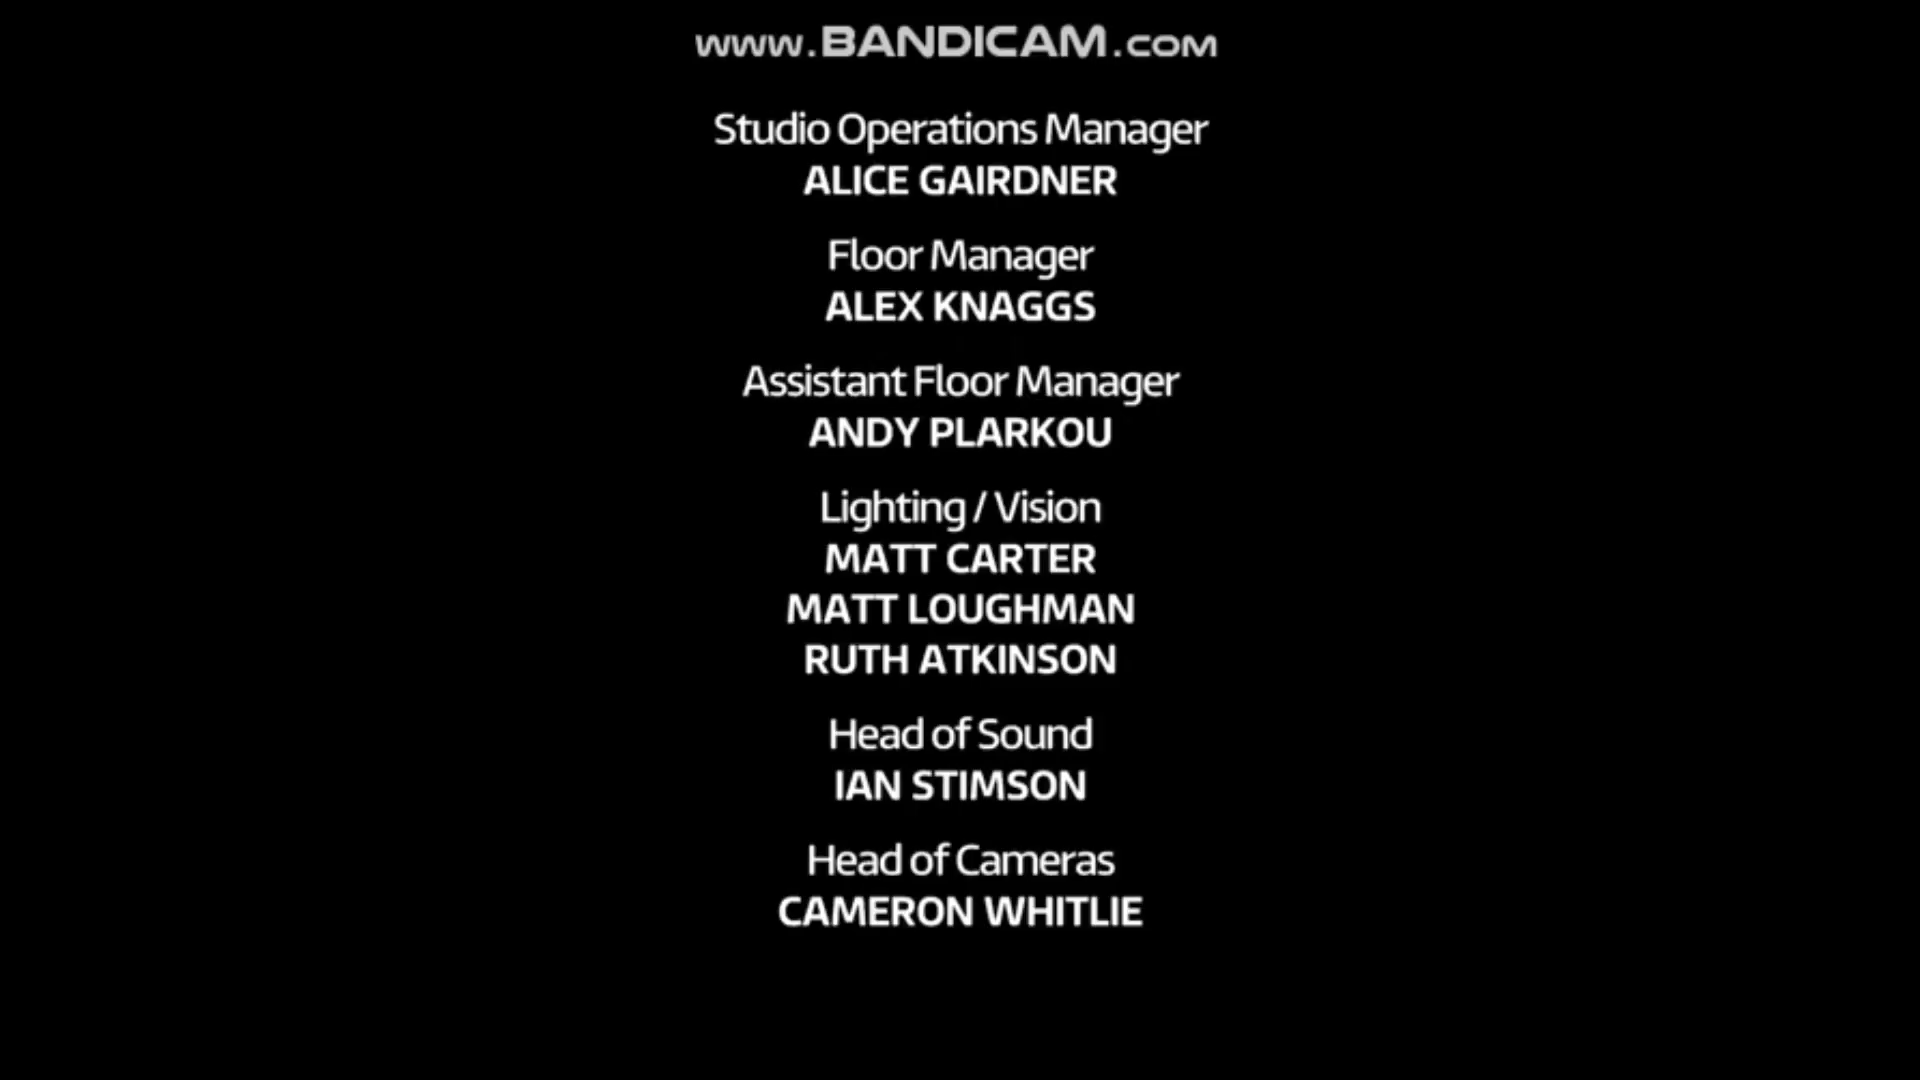 www.BANDICAM.COM
Studio Operations Manager
ALICE GAIRDNER
Floor Manager
ALEX KNAGGS
Assistant Floor Manager
ANDY PLARKOU
Lighting / Vision
MATT CARTER
MATT LOUGHMAN
RUTH ATKINSON
Head of Sound
IAN STIMSON
Head of Cameras
CAMERON WHITLIE